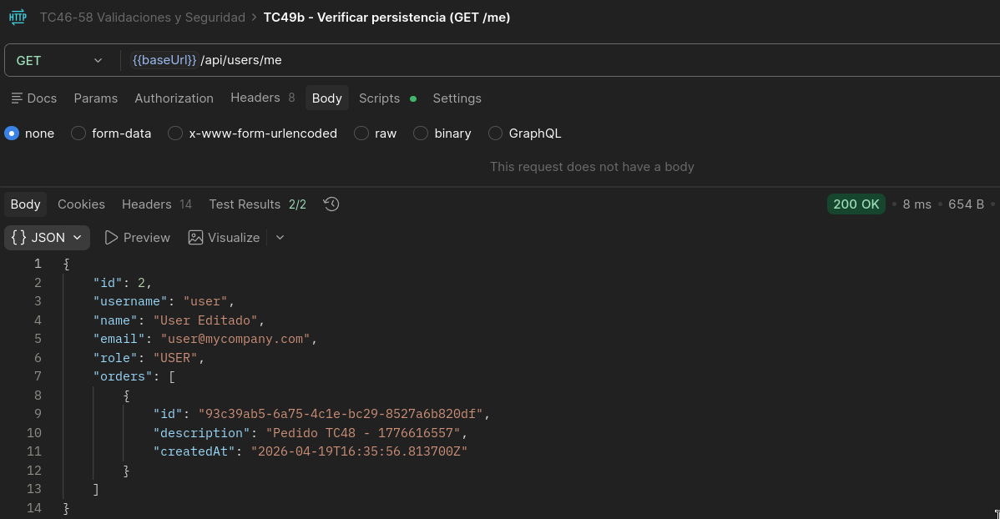 HTTP TC46-58 Validaciones y Seguridad > TC49b - Verificar persistencia (GET /me)
GET {{baseUrl}} /api/users/me
Docs Params Authorization Headers 8 Body Scripts Settings
none form-data x-www-form-urlencoded raw binary GraphQL
This request does not have a body
Body Cookies Headers 14 Test Results 2/2 200 OK • 8 ms • 654 B •
{ } JSON Preview Visualize
1 {
2 "id": 2,
3 "username": "user",
4 "name": "User Editado",
5 "email": "user@mycompany.com",
6 "role": "USER",
7 "orders": [
8 {
9 "id": "93c39ab5-6a75-4c1e-bc29-8527a6b820df",
10 "description": "Pedido TC48 - 1776616557",
11 "createdAt": "2026-04-19T16:35:56.813700Z"
12 }
13 ]
14 }